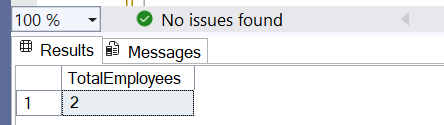 100 % No issues found
Results Messages
TotalEmployees
1 2